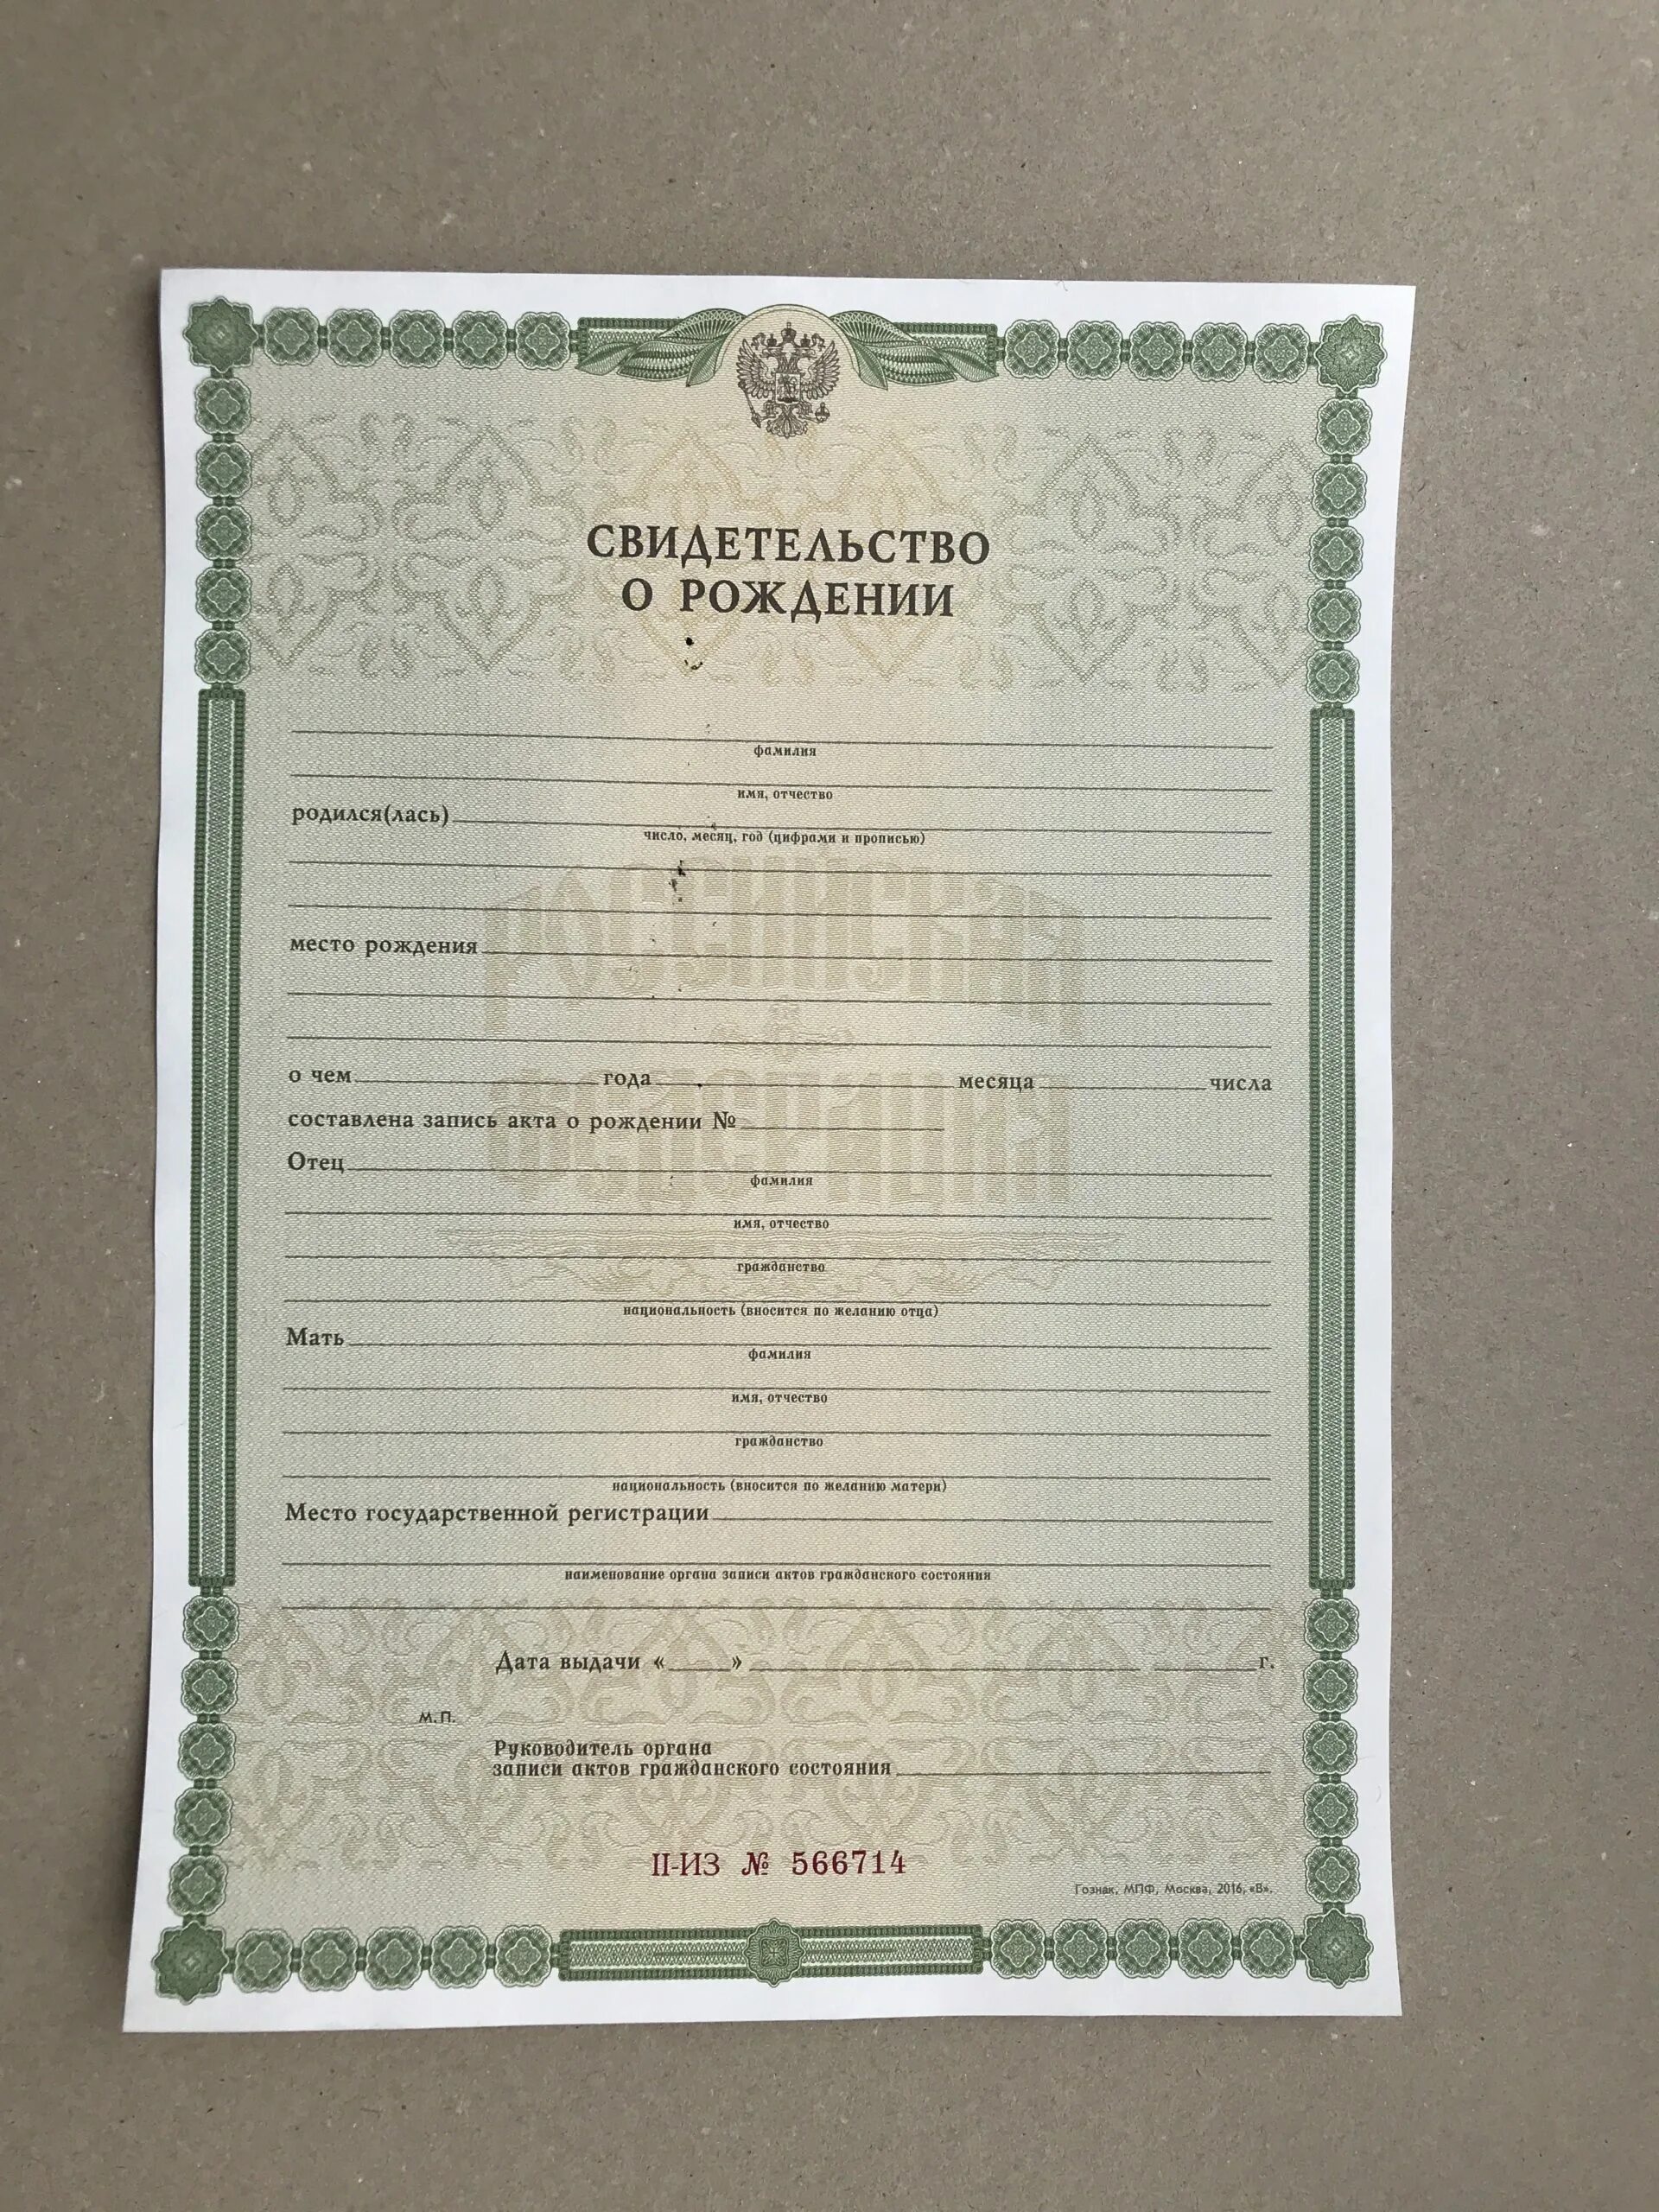 СВИДЕТЕЛЬСТВО
О РОЖДЕНИИ
фамилия
имя, отчество
родился(лась)
число, месяц, год (цифрами и прописью)
РОССИЙСКАЯ
место рождения
о чем года месяца числа
ФЕДЕРАЦИЯ
составлена запись акта о рождении №
Отец
фамилия
имя, отчество
гражданство
национальность (вносится по желанию отца)
Мать
фамилия
имя, отчество
гражданство
национальность (вносится по желанию матери)
Место государственной регистрации
наименование органа записи актов гражданского состояния
Дата выдачи « » г.
М.П.
Руководитель органа
записи актов гражданского состояния
II-ИЗ № 566714
Гознак, МПФ, Москва, 2016, «В».